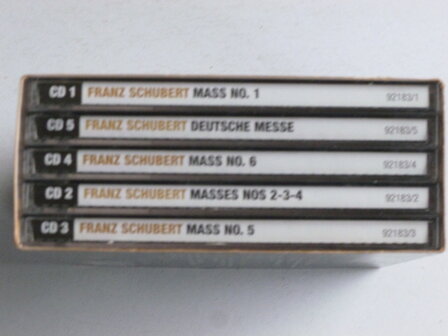 CD 1 FRANZ SCHUBERT MASS NO. 1 92183/1
CD 5 FRANZ SCHUBERT DEUTSCHE MESSE 92183/5
CD 4 FRANZ SCHUBERT MASS NO. 6 92183/4
CD 2 FRANZ SCHUBERT MASSES NOS 2-3-4 92183/2
CD 3 FRANZ SCHUBERT MASS NO. 5 92183/3